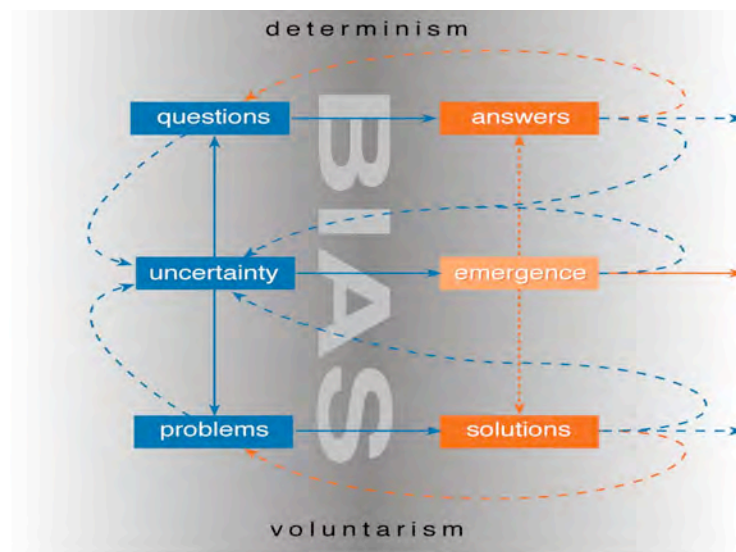 determinism
BIAS
questions
answers
uncertainty
emergence
problems
solutions
voluntarism